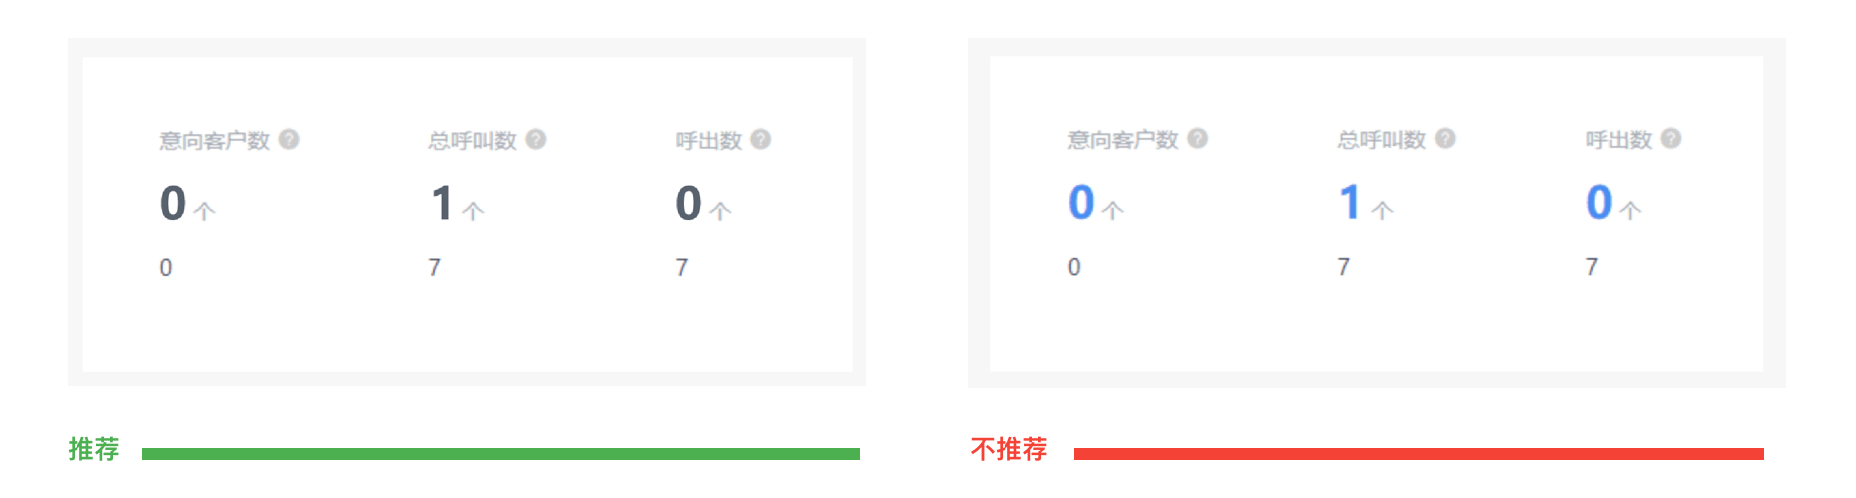 意向客户数 ? 总呼叫数 ? 呼出数 ?
0 个 1 个 0 个
0 7 7
推荐
意向客户数 ? 总呼叫数 ? 呼出数 ?
0 个 1 个 0 个
0 7 7
不推荐